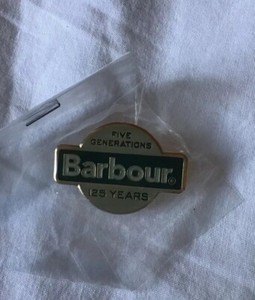 FIVE
GENERATIONS
Barbour®
125 YEARS